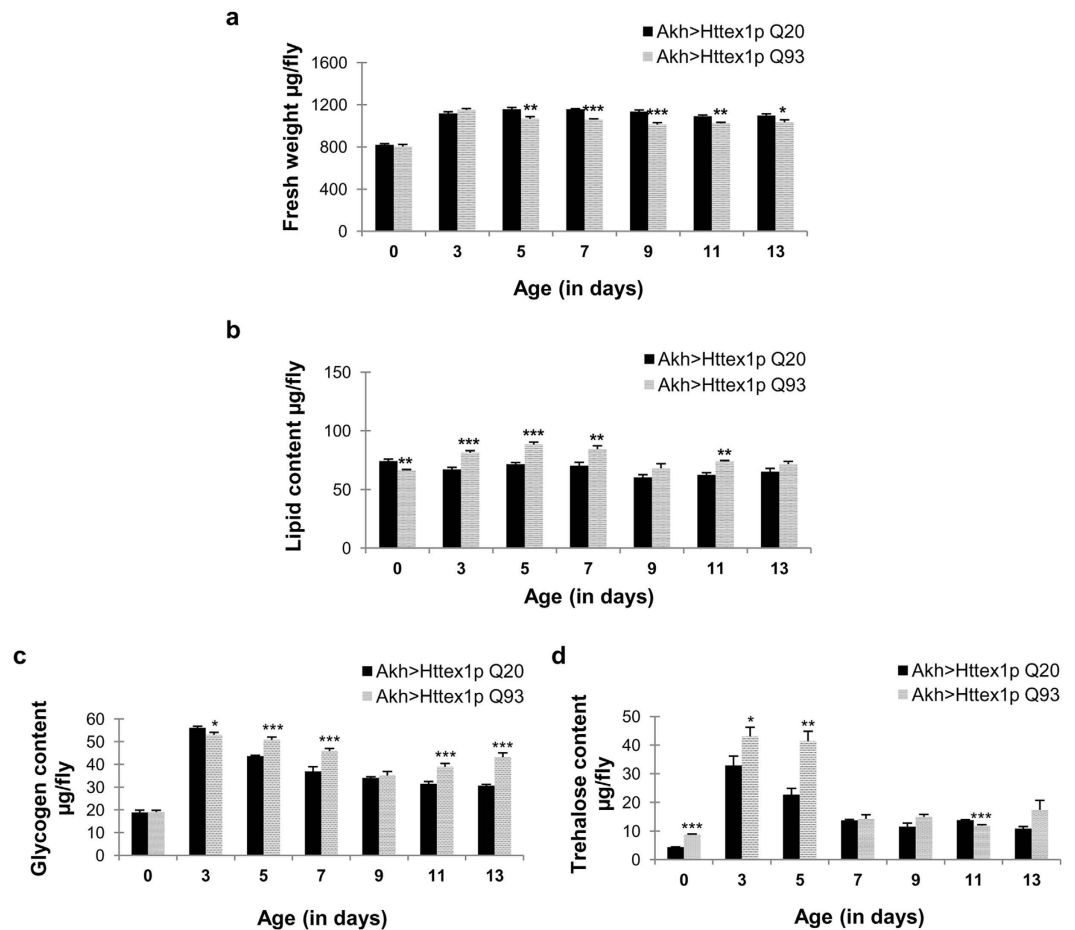 a
Akh>Httex1p Q20
Akh>Httex1p Q93
Fresh weight µg/fly
1600
1200
800
400
0
** *** *** ** *
0 3 5 7 9 11 13
Age (in days)
b
Akh>Httex1p Q20
Akh>Httex1p Q93
Lipid content µg/fly
150
100
50
0
** *** *** ** **
0 3 5 7 9 11 13
Age (in days)
c
Akh>Httex1p Q20
Akh>Httex1p Q93
Glycogen content
µg/fly
60
50
40
30
20
10
0
* *** *** *** ***
0 3 5 7 9 11 13
Age (in days)
d
Akh>Httex1p Q20
Akh>Httex1p Q93
Trehalose content
µg/fly
50
40
30
20
10
0
*** * ** ***
0 3 5 7 9 11 13
Age (in days)